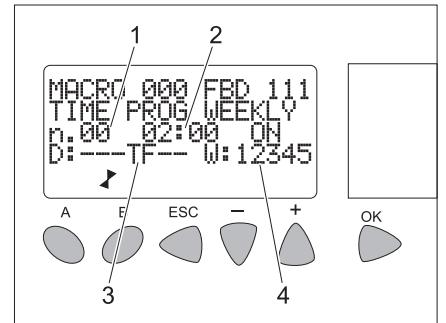 1 2
MACRO 000 FBD 111
TIME PROG WEEKLY
n.00 02:00 ON
D:---TF-- W:12345
A B ESC − + OK
3 4